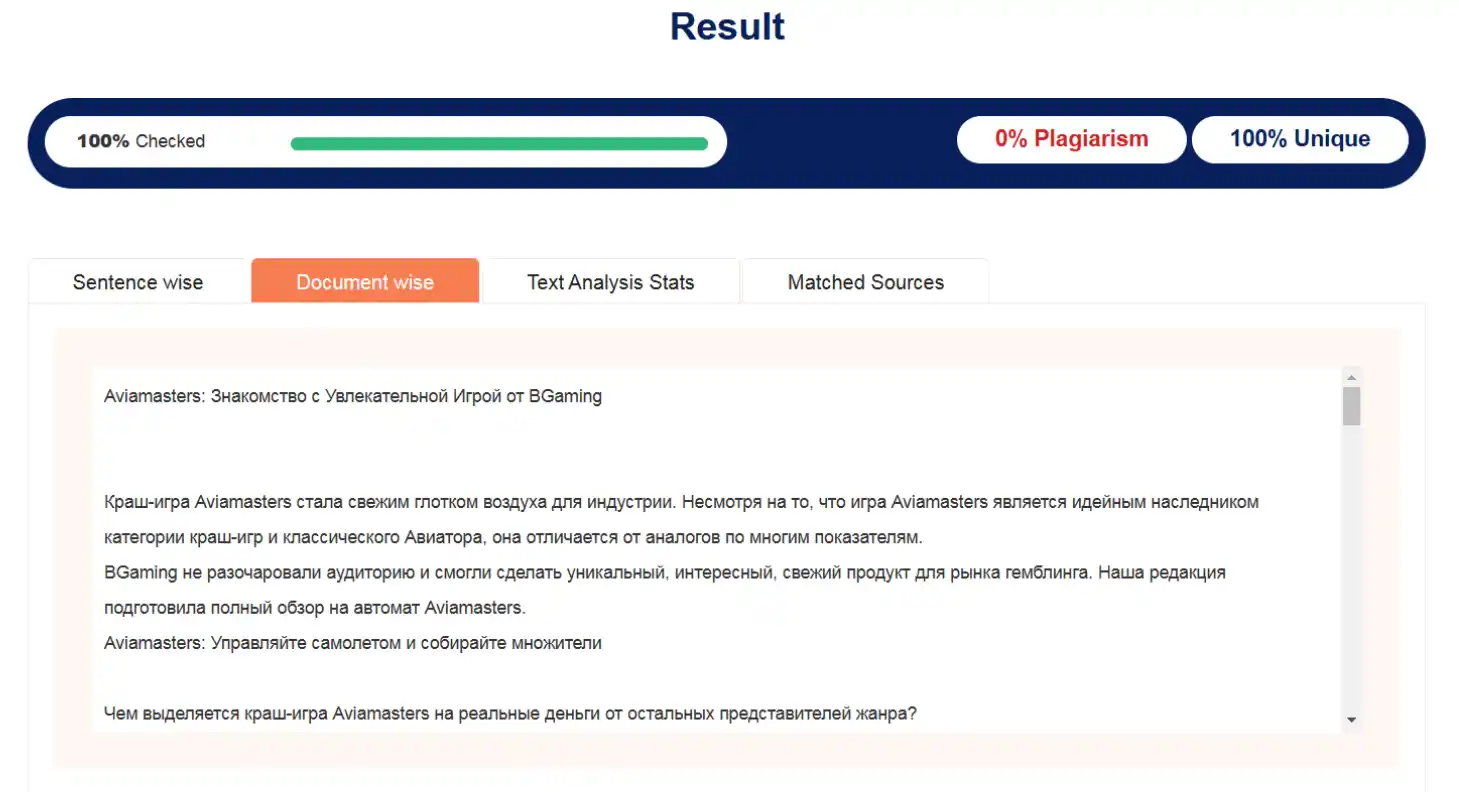 Result
100% Checked
0% Plagiarism
100% Unique
Sentence wise
Document wise
Text Analysis Stats
Matched Sources
Aviamasters: Знакомство с Увлекательной Игрой от BGaming
Краш-игра Aviamasters стала свежим глотком воздуха для индустрии. Несмотря на то, что игра Aviamasters является идейным наследником
категории краш-игр и классического Авиатора, она отличается от аналогов по многим показателям.
BGaming не разочаровали аудиторию и смогли сделать уникальный, интересный, свежий продукт для рынка гемблинга. Наша редакция
подготовила полный обзор на автомат Aviamasters.
Aviamasters: Управляйте самолетом и собирайте множители
Чем выделяется краш-игра Aviamasters на реальные деньги от остальных представителей жанра?